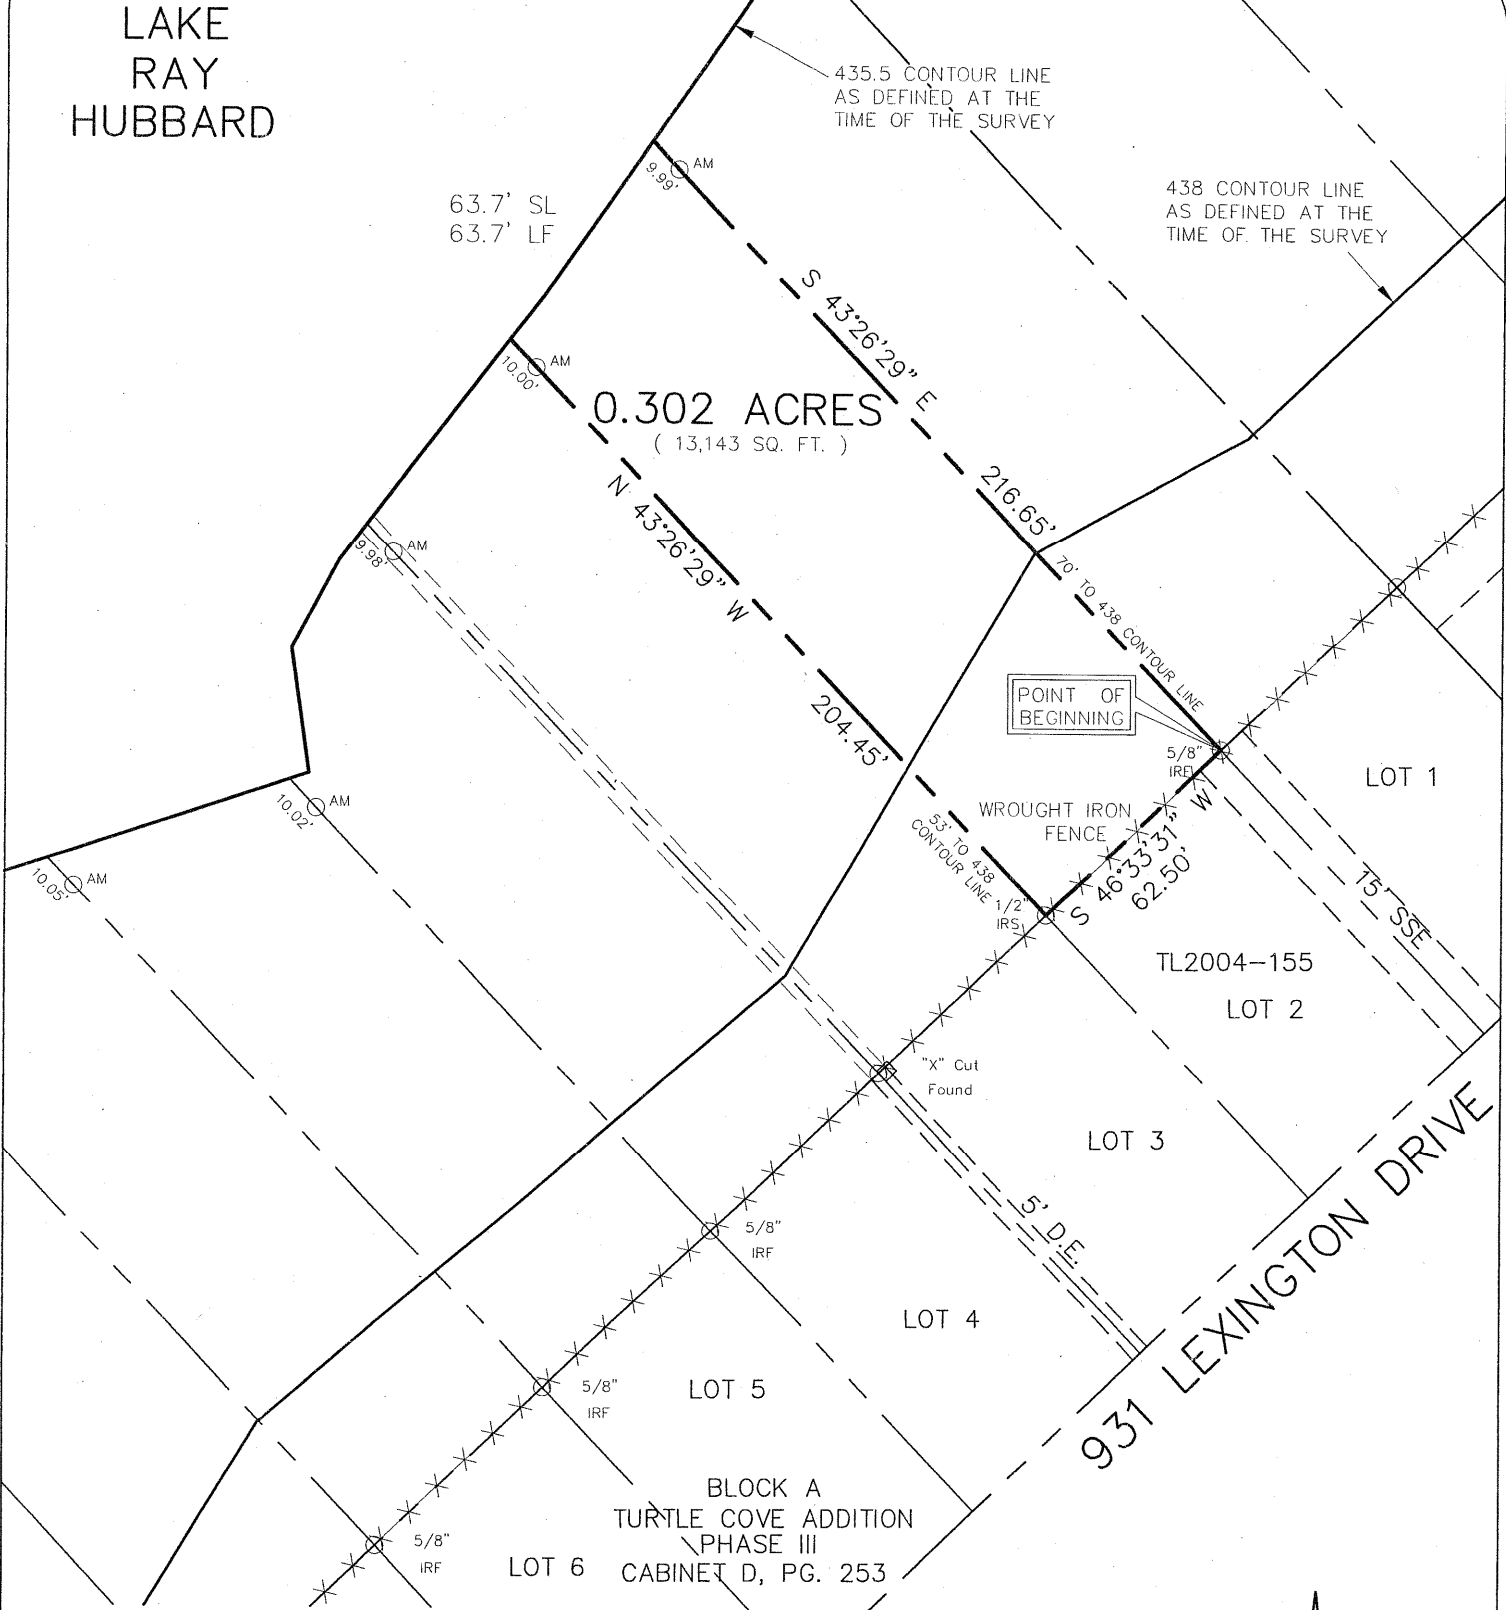 LAKE
RAY
HUBBARD
435.5 CONTOUR LINE
AS DEFINED AT THE
TIME OF THE SURVEY
438 CONTOUR LINE
AS DEFINED AT THE
TIME OF THE SURVEY
63.7' SL
63.7' LF
AM
9.99'
AM
10.00'
S 43°26'29" E
216.65'
0.302 ACRES
( 13,143 SQ. FT. )
N 43°26'29" W
204.45'
AM
9.98'
70' TO 438 CONTOUR LINE
POINT OF
BEGINNING
5/8"
IRF
LOT 1
WROUGHT IRON
FENCE
S 46°33'31" W
62.50'
53' TO 438
CONTOUR LINE
1/2"
IRS
15' SSE
AM
10.02'
AM
10.05'
TL2004-155
LOT 2
"X" Cut
Found
LOT 3
5' D.E.
931 LEXINGTON DRIVE
5/8"
IRF
LOT 4
5/8"
IRF
LOT 5
BLOCK A
TURTLE COVE ADDITION
PHASE III
CABINET D, PG. 253
5/8"
IRF
LOT 6